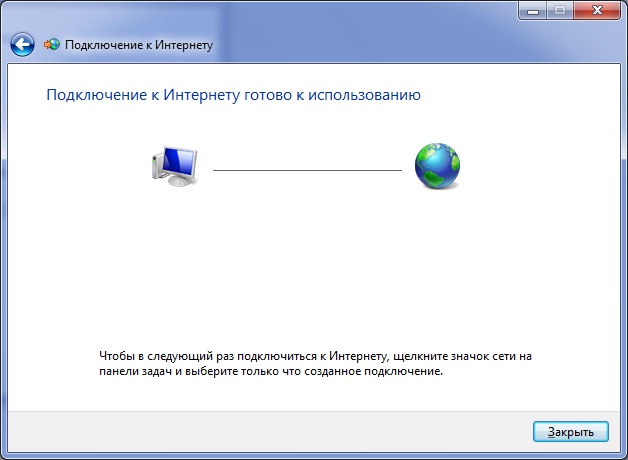 Подключение к Интернету
Подключение к Интернету готово к использованию
Чтобы в следующий раз подключиться к Интернету, щелкните значок сети на
панели задач и выберите только что созданное подключение.
Закрыть